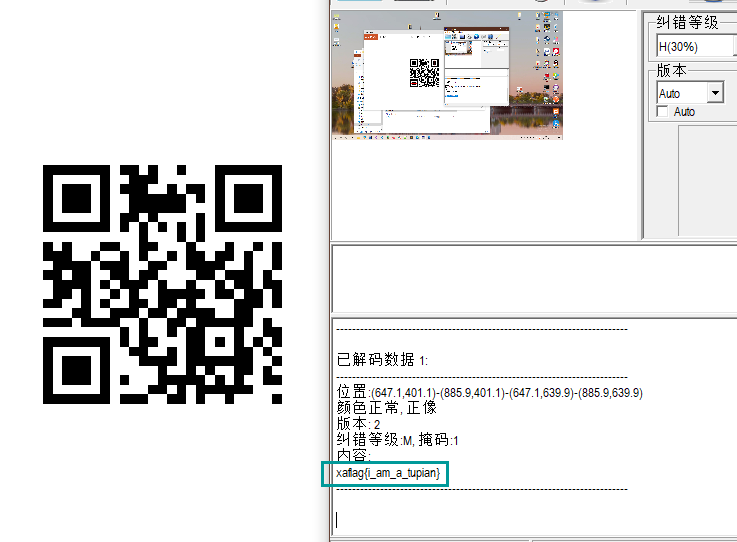 纠错等级
H(30%)
版本
Auto
Auto
已解码数据 1:
位置:(647.1,401.1)-(885.9,401.1)-(647.1,639.9)-(885.9,639.9)
颜色正常, 正像
版本: 2
纠错等级:M, 掩码:1
内容:
xaflag{i_am_a_tupian}